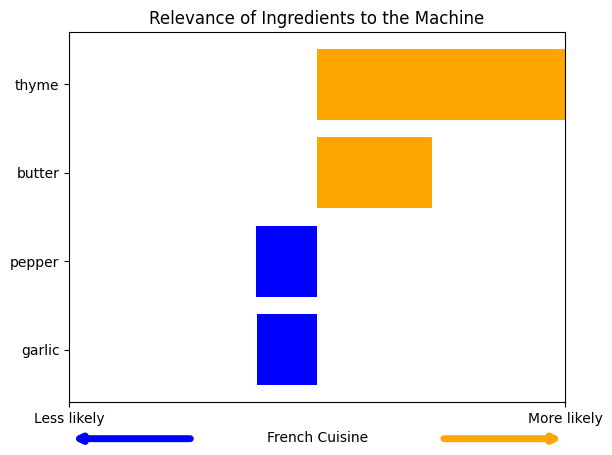 Relevance of Ingredients to the Machine
thyme
butter
pepper
garlic
Less likely
More likely
French Cuisine